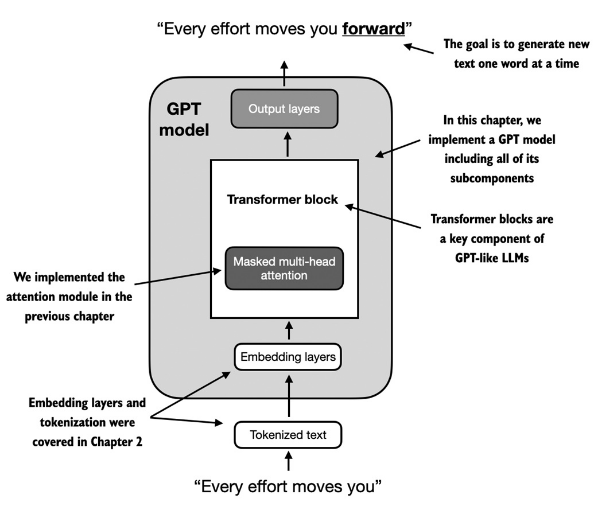 “Every effort moves you forward”
The goal is to generate new
text one word at a time
GPT
model
Output layers
In this chapter, we
implement a GPT model
including all of its
subcomponents
Transformer block
Transformer blocks are
a key component of
GPT-like LLMs
Masked multi-head
attention
We implemented the
attention module in the
previous chapter
Embedding layers
Embedding layers and
tokenization were
covered in Chapter 2
Tokenized text
“Every effort moves you”